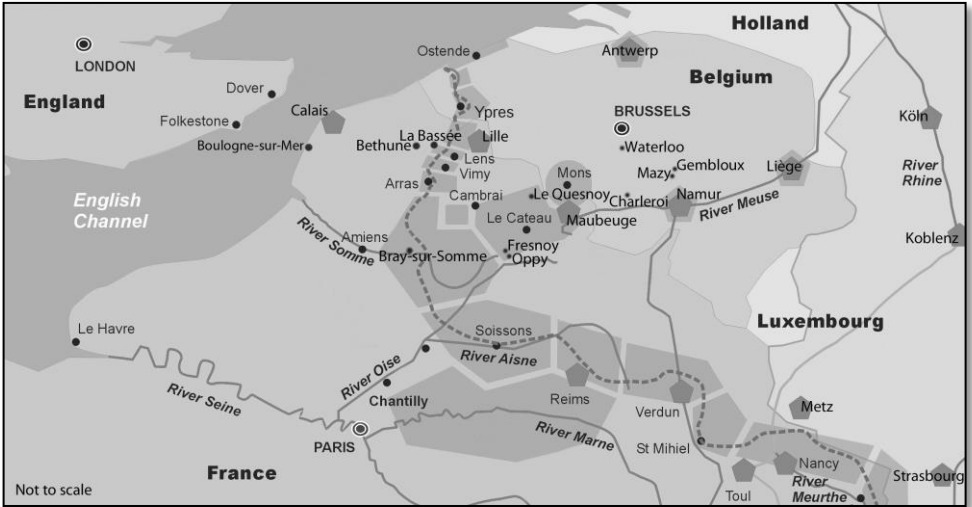 Holland
Ostende
Antwerp
LONDON
Belgium
England
Dover
Calais
Ypres
BRUSSELS
Köln
Folkestone
La Bassée
Lille
Boulogne-sur-Mer
Bethune
Waterloo
Lens
Gembloux
Liège
Vimy
Mons
Mazy
River
Rhine
Arras
Cambrai
Le Quesnoy
English
Channel
Charleroi
Namur
River Meuse
Le Cateau
Maubeuge
River Somme
Amiens
Koblenz
Fresnoy
Bray-sur-Somme
Oppy
Luxembourg
Le Havre
Soissons
River Oise
River Aisne
River Seine
Chantilly
Reims
Verdun
Metz
PARIS
River Marne
St Mihiel
France
Nancy
Strasbourg
River
Meurthe
Toul
Not to scale